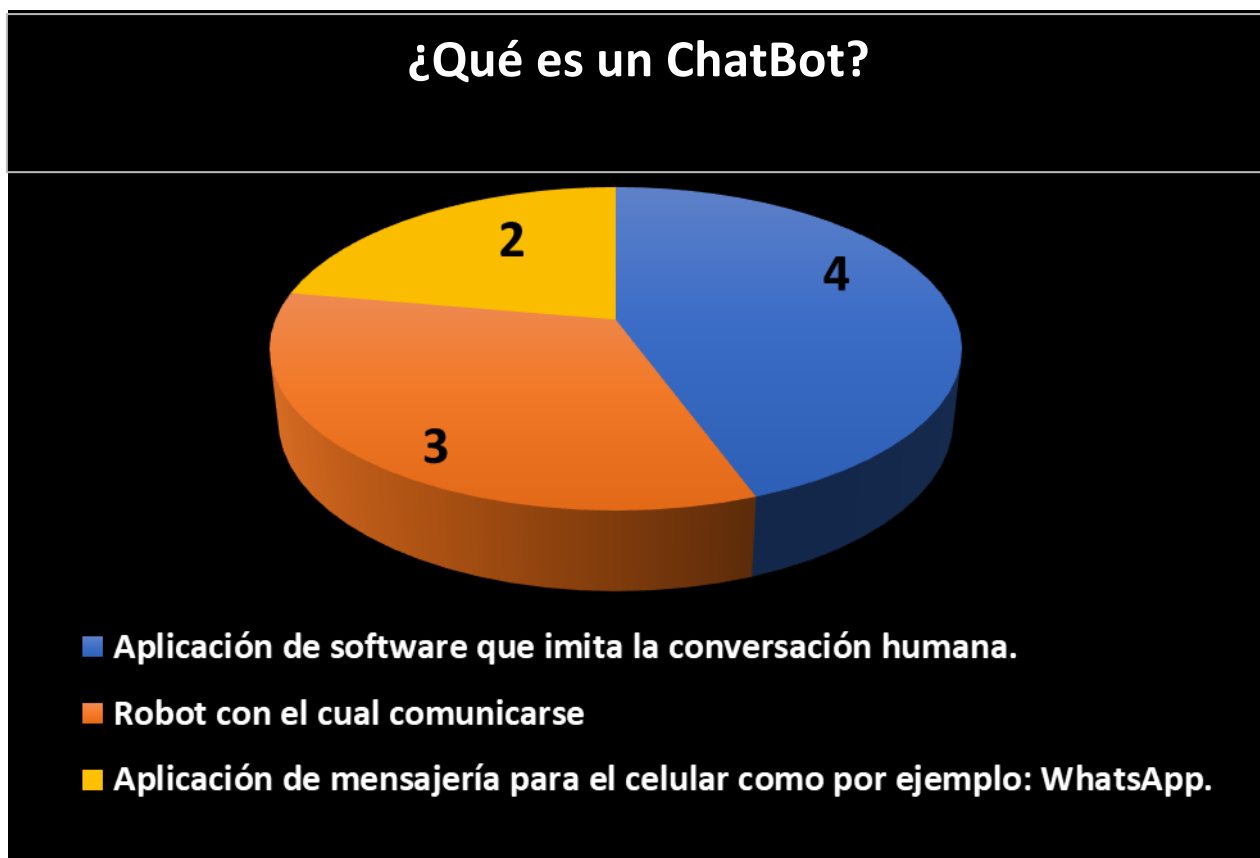 ¿Qué es un ChatBot?
2
4
3
Aplicación de software que imita la conversación humana.
Robot con el cual comunicarse
Aplicación de mensajería para el celular como por ejemplo: WhatsApp.